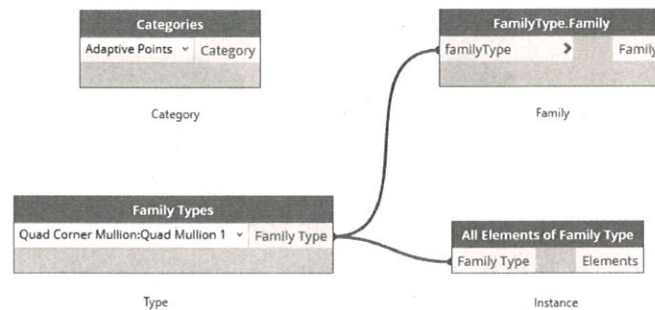 Categories
Adaptive Points Category
Category
FamilyType.Family
familyType Family
Family
Family Types
Quad Corner Mullion:Quad Mullion 1 Family Type
Type
All Elements of Family Type
Family Type Elements
Instance